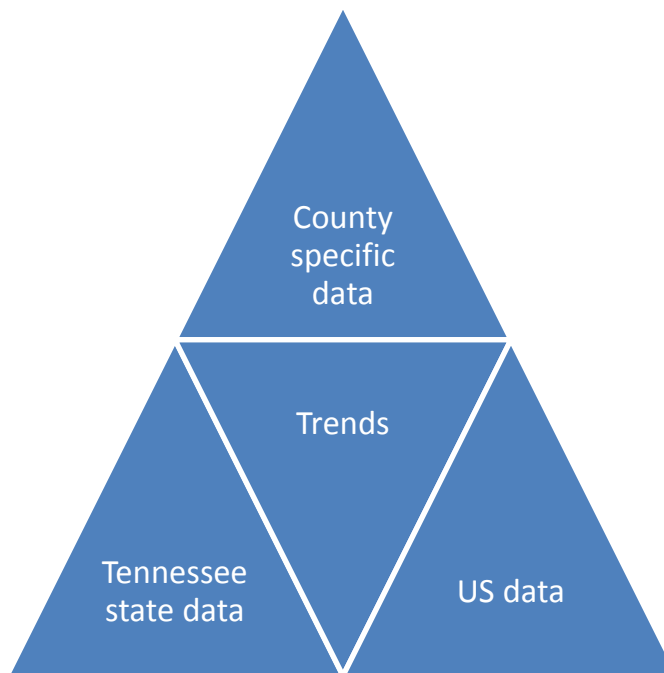 County
specific
data
Trends
Tennessee
state data
US data